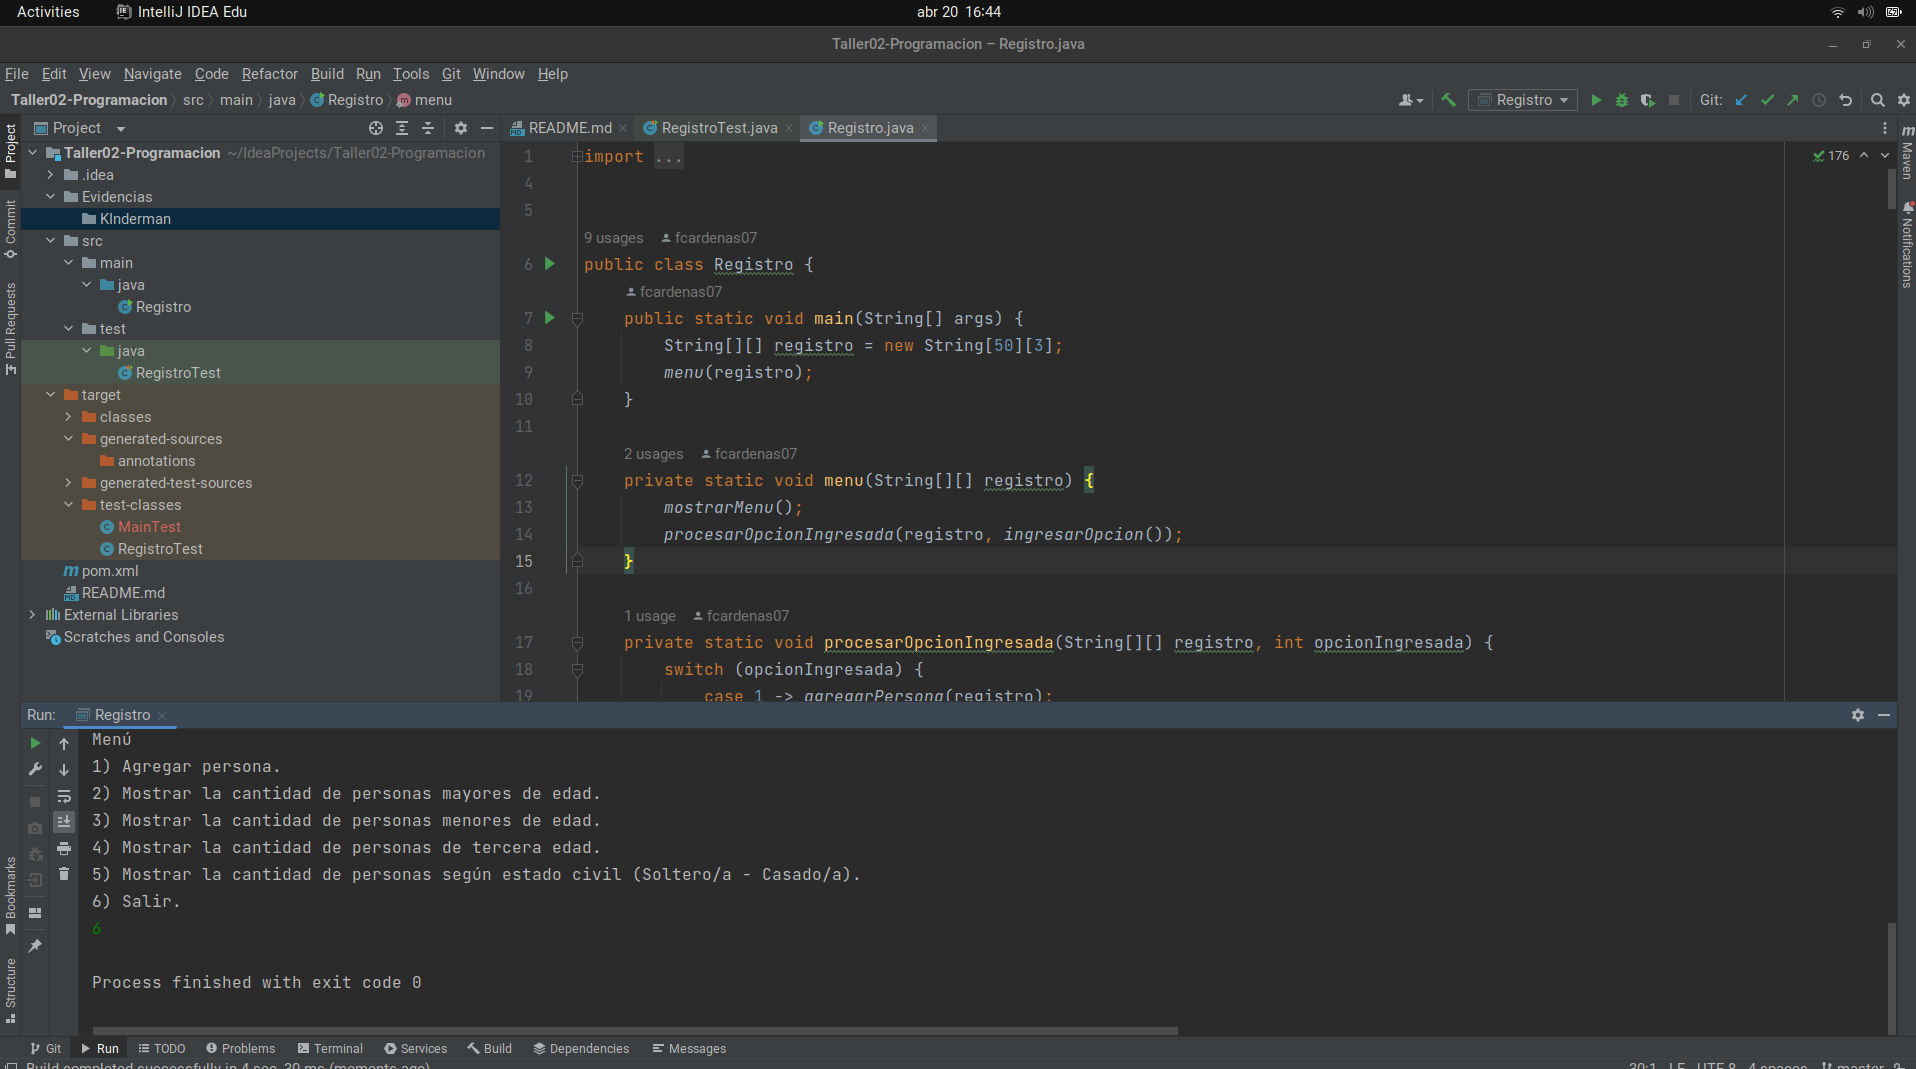 Activities IntelliJ IDEA Edu abr 20 16:44
Taller02-Programacion – Registro.java
File Edit View Navigate Code Refactor Build Run Tools Git Window Help
Taller02-Programacion src main java Registro menu
Registro Git:
Project
README.md RegistroTest.java Registro.java
Taller02-Programacion ~/IdeaProjects/Taller02-Programacion
.idea
Evidencias
KInderman
src
main
java
Registro
test
java
RegistroTest
target
classes
generated-sources
annotations
generated-test-sources
test-classes
MainTest
RegistroTest
pom.xml
README.md
External Libraries
Scratches and Consoles
Project
Commit
Pull Requests
Bookmarks
Structure
176
1 import ...
4
5
9 usages fcardenas07
6 public class Registro {
fcardenas07
7 public static void main(String[] args) {
8 String[][] registro = new String[50][3];
9 menu(registro);
10 }
11
2 usages fcardenas07
12 private static void menu(String[][] registro) {
13 mostrarMenu();
14 procesarOpcionIngresada(registro, ingresarOpcion());
15 }
16
1 usage fcardenas07
17 private static void procesarOpcionIngresada(String[][] registro, int opcionIngresada) {
18 switch (opcionIngresada) {
19 case 1 -> agregarPersona(registro);
m Maven
Notifications
Run: Registro
Menú
1) Agregar persona.
2) Mostrar la cantidad de personas mayores de edad.
3) Mostrar la cantidad de personas menores de edad.
4) Mostrar la cantidad de personas de tercera edad.
5) Mostrar la cantidad de personas según estado civil (Soltero/a - Casado/a).
6) Salir.
6
Process finished with exit code 0
Git Run TODO Problems Terminal Services Build Dependencies Messages
Build completed successfully in 4 sec, 30 ms (moments ago) 30:1 LF UTF-8 4 spaces master